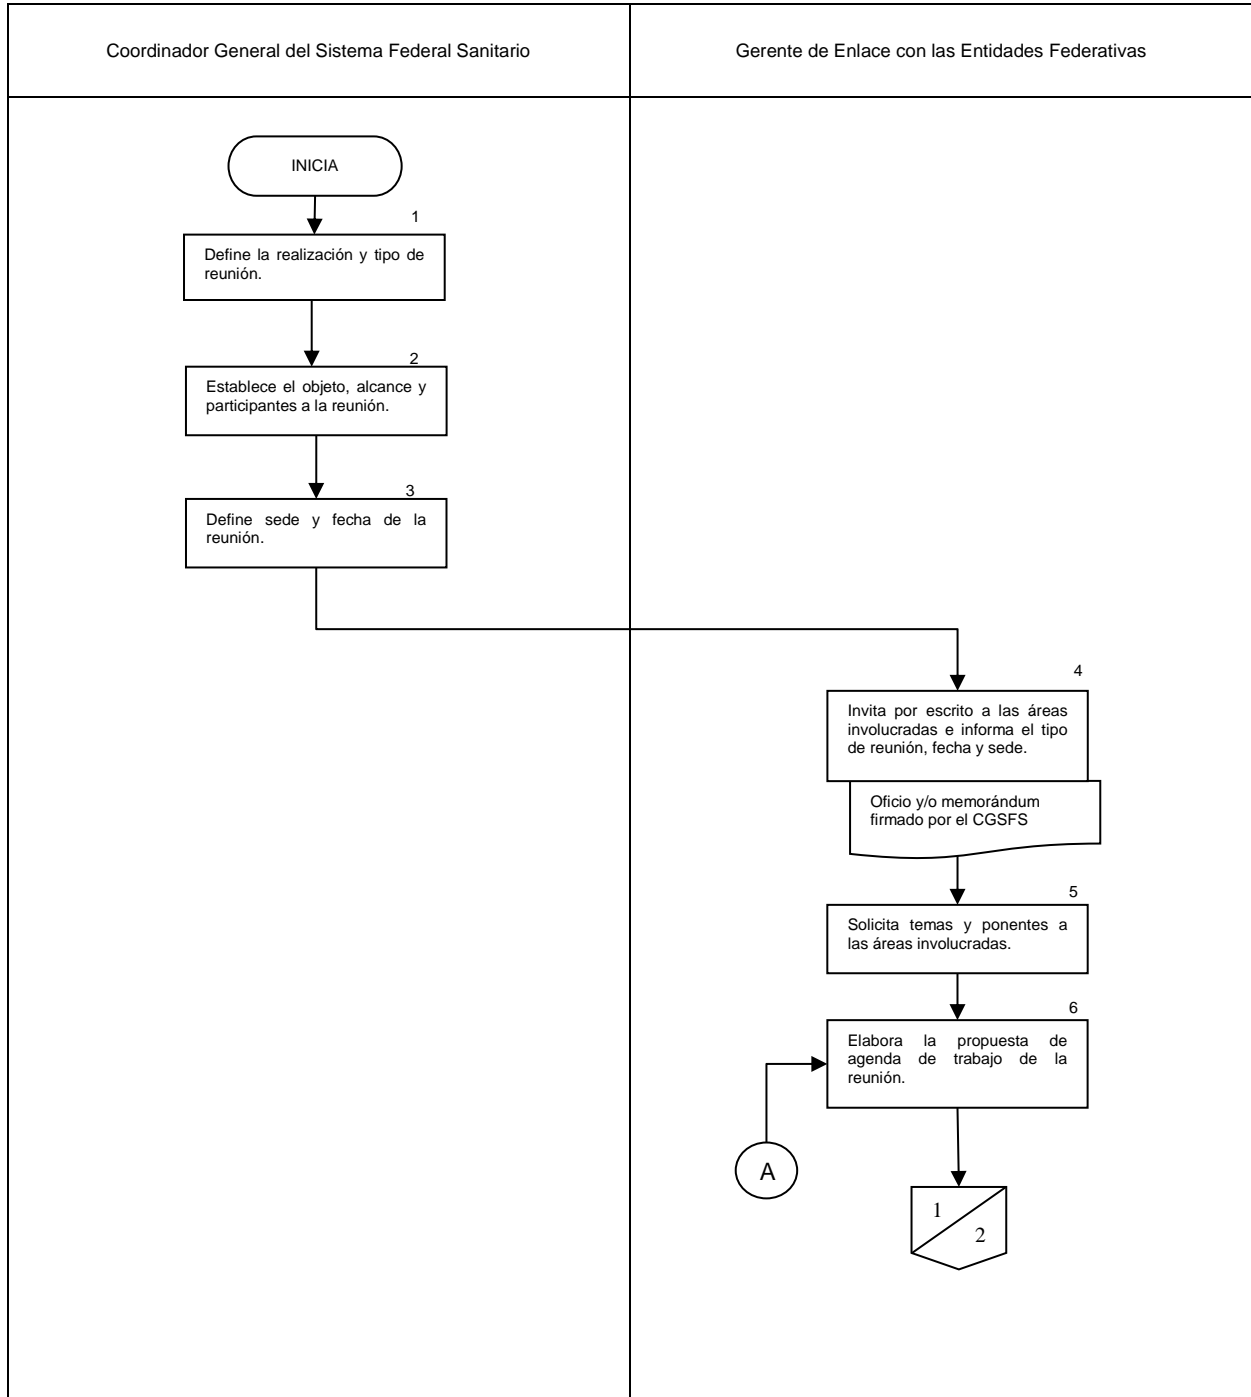 Coordinador General del Sistema Federal Sanitario
Gerente de Enlace con las Entidades Federativas
INICIA
1
Define la realización y tipo de
reunión.
2
Establece el objeto, alcance y
participantes a la reunión.
3
Define sede y fecha de la
reunión.
4
Invita por escrito a las áreas
involucradas e informa el tipo
de reunión, fecha y sede.
Oficio y/o memorándum
firmado por el CGSFS
5
Solicita temas y ponentes a
las áreas involucradas.
6
Elabora la propuesta de
agenda de trabajo de la
reunión.
A
1
2